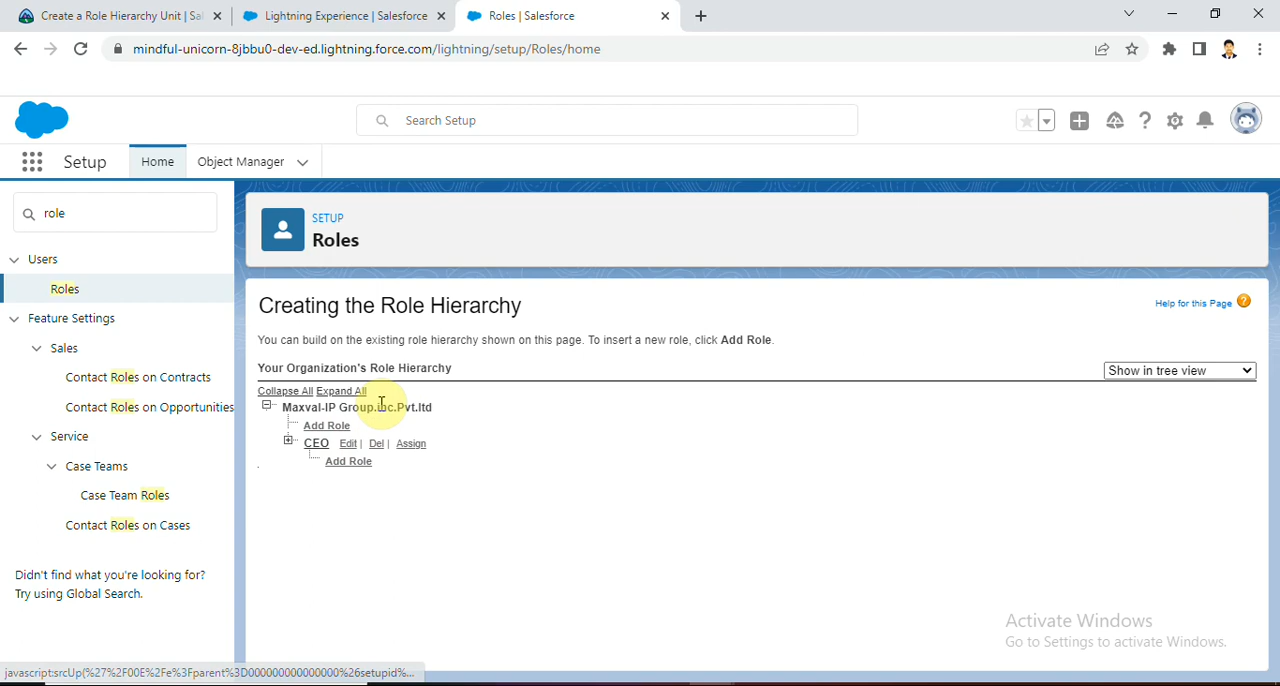 Create a Role Hierarchy Unit | Sal
Lightning Experience | Salesforce
Roles | Salesforce
mindful-unicorn-8jbbu0-dev-ed.lightning.force.com/lightning/setup/Roles/home
Search Setup
Setup
Home
Object Manager
role
Users
Roles
Feature Settings
Sales
Contact Roles on Contracts
Contact Roles on Opportunities
Service
Case Teams
Case Team Roles
Contact Roles on Cases
Didn't find what you're looking for?
Try using Global Search.
SETUP
Roles
Creating the Role Hierarchy
Help for this Page ?
You can build on the existing role hierarchy shown on this page. To insert a new role, click Add Role.
Your Organization's Role Hierarchy
Show in tree view
Collapse All Expand All
Maxval-IP Group.inc.Pvt.ltd
Add Role
CEO Edit | Del | Assign
Add Role
Activate Windows
Go to Settings to activate Windows.
javascript:srcUp(%27%2F00E%2Fe%3Fparent%3D000000000000000%26setupid%...